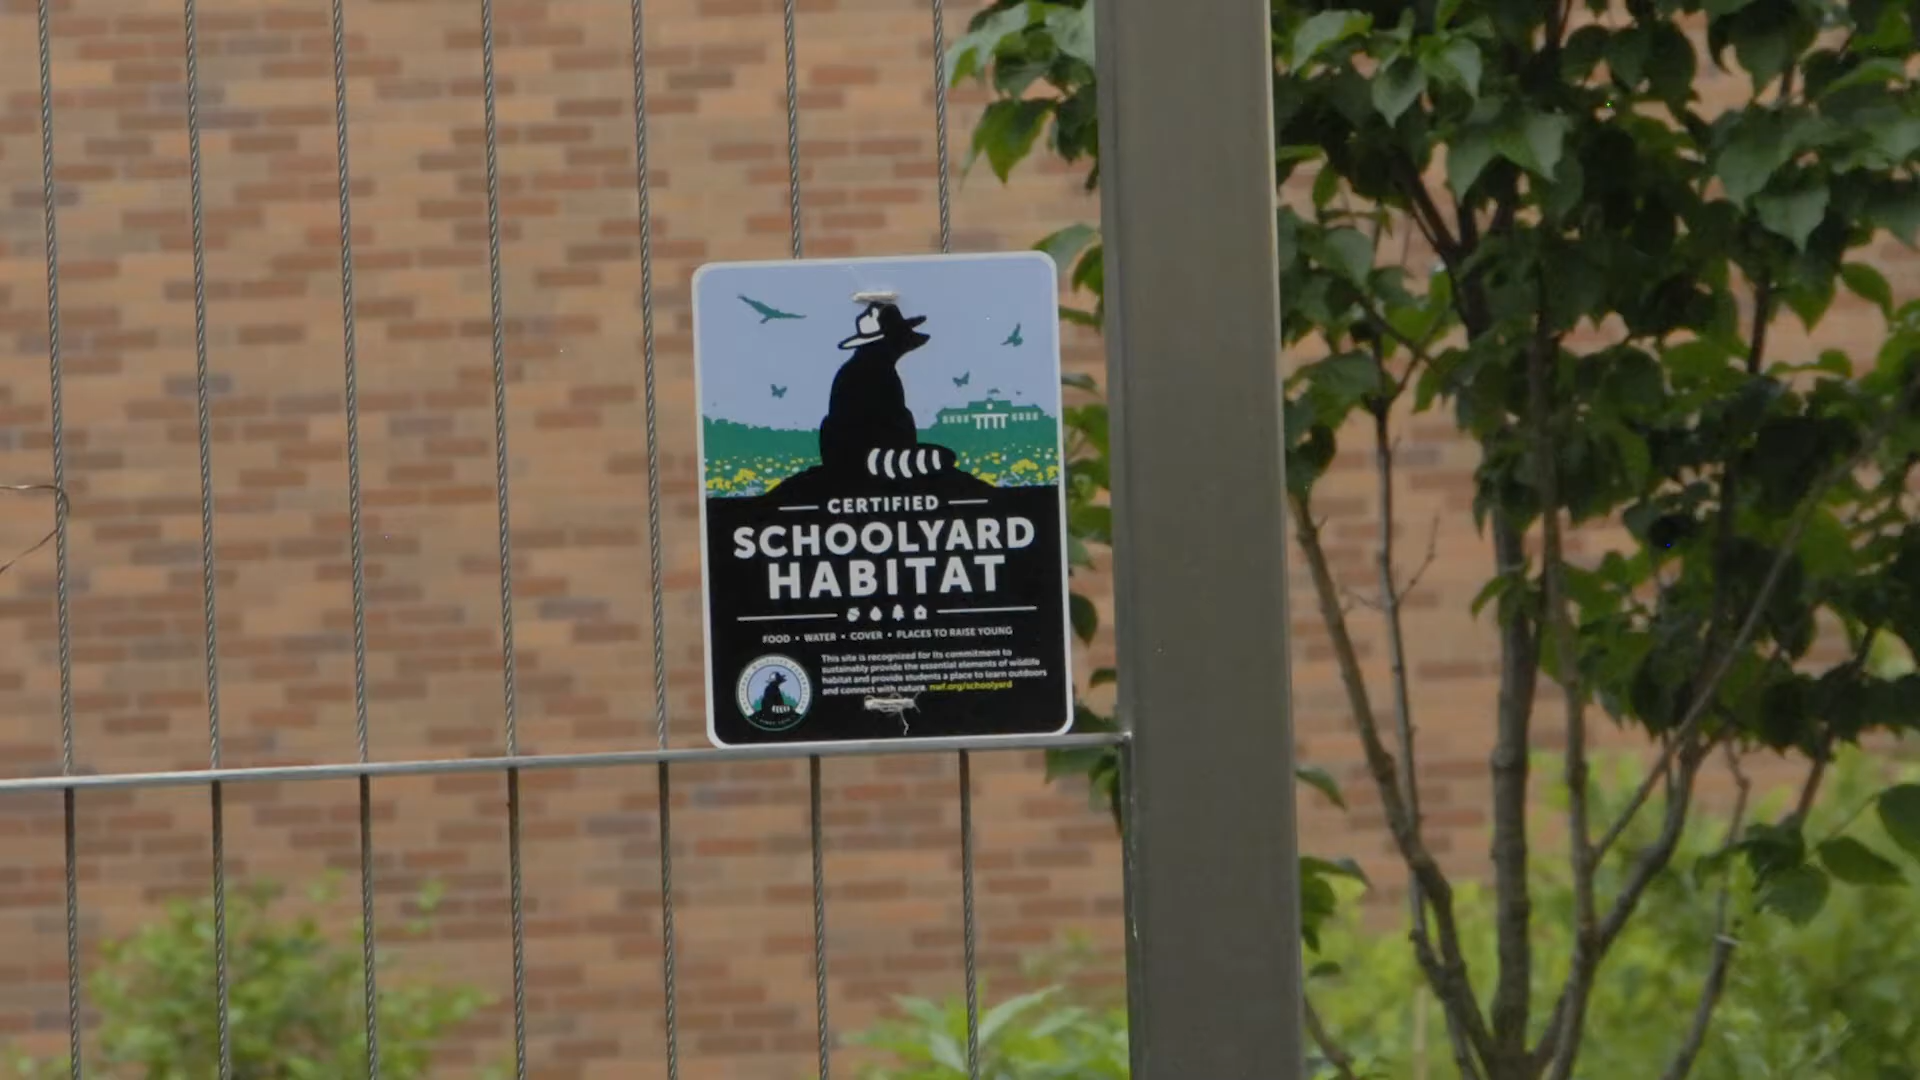 CERTIFIED
SCHOOLYARD
HABITAT
FOOD • WATER • COVER • PLACES TO RAISE YOUNG
This site is recognized for its commitment to
sustainably provide the essential elements of wildlife
habitat and provide students a place to learn outdoors
and connect with nature. nwf.org/schoolyard